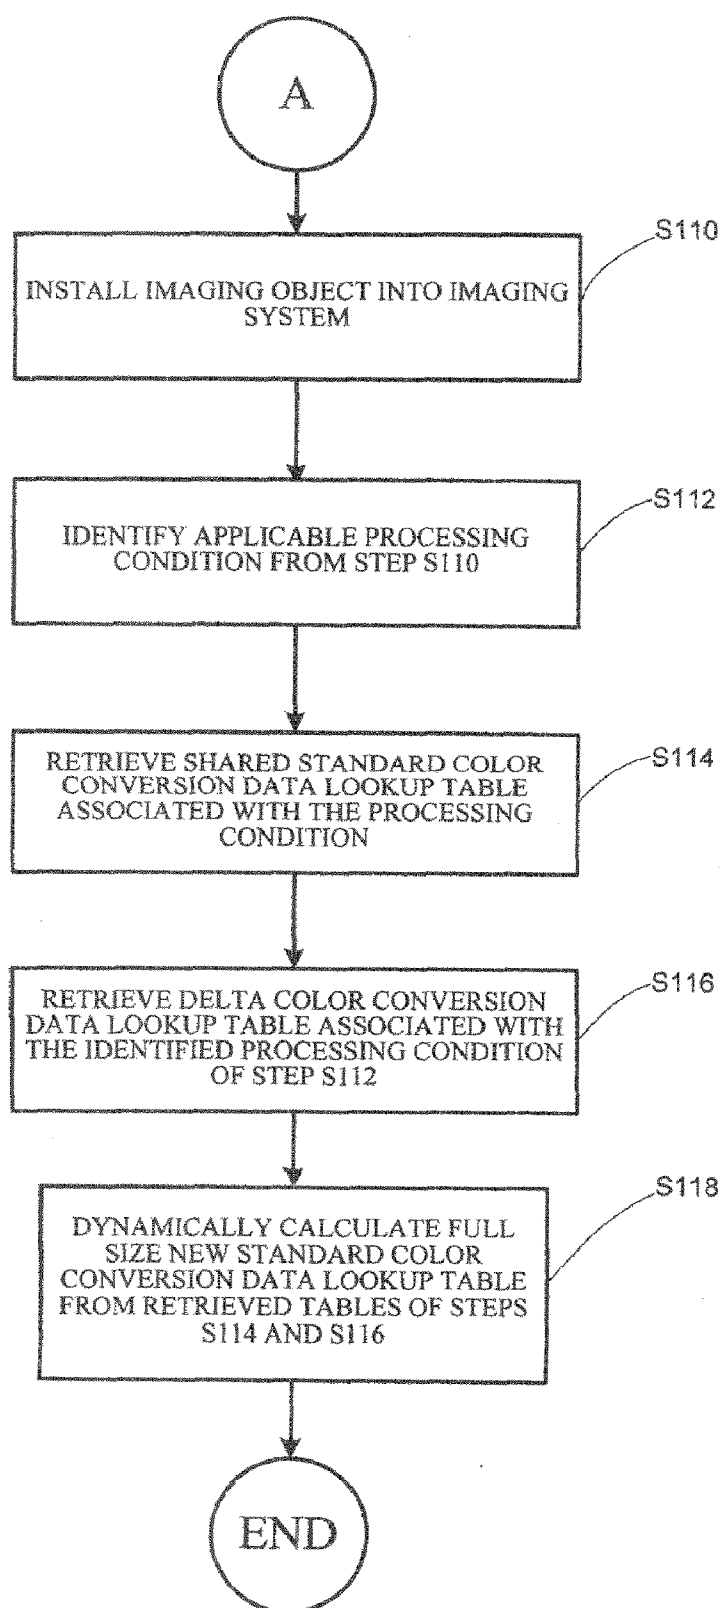 A
S110
INSTALL IMAGING OBJECT INTO IMAGING
SYSTEM
S112
IDENTIFY APPLICABLE PROCESSING
CONDITION FROM STEP S110
S114
RETRIEVE SHARED STANDARD COLOR
CONVERSION DATA LOOKUP TABLE
ASSOCIATED WITH THE PROCESSING
CONDITION
S116
RETRIEVE DELTA COLOR CONVERSION
DATA LOOKUP TABLE ASSOCIATED WITH
THE IDENTIFIED PROCESSING CONDITION
OF STEP S112
S118
DYNAMICALLY CALCULATE FULL
SIZE NEW STANDARD COLOR
CONVERSION DATA LOOKUP TABLE
FROM RETRIEVED TABLES OF STEPS
S114 AND S116
END